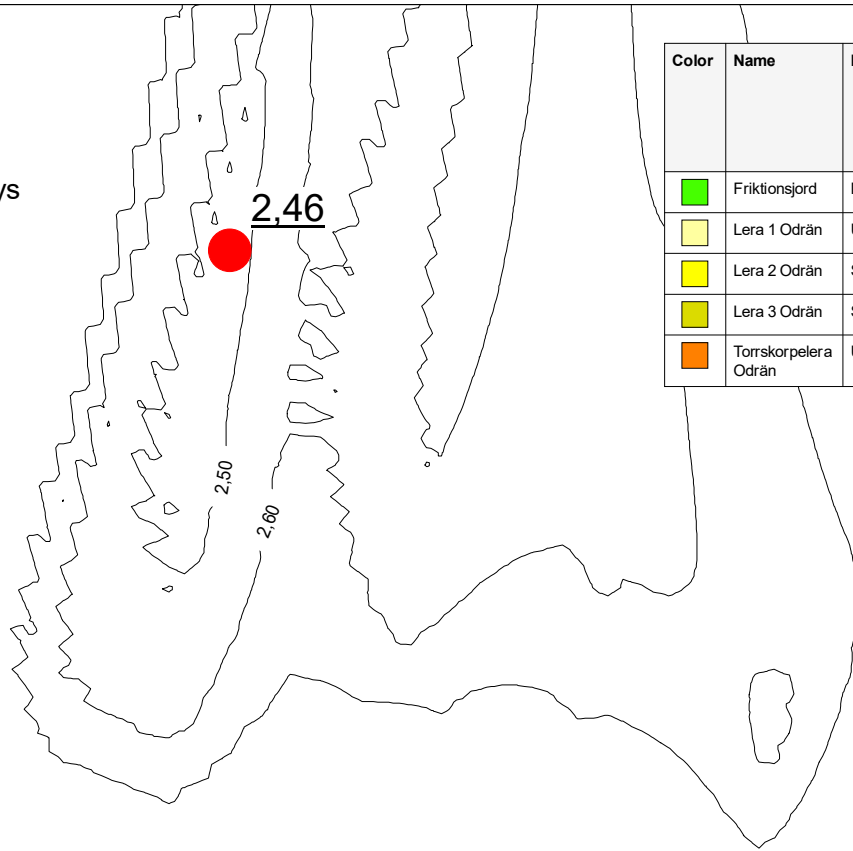 Color Name
ys
Friktionsjord
2,46
Lera 1 Odrän
Lera 2 Odrän
Lera 3 Odrän
Torrskorpelera
Odrän
2,50
2,60